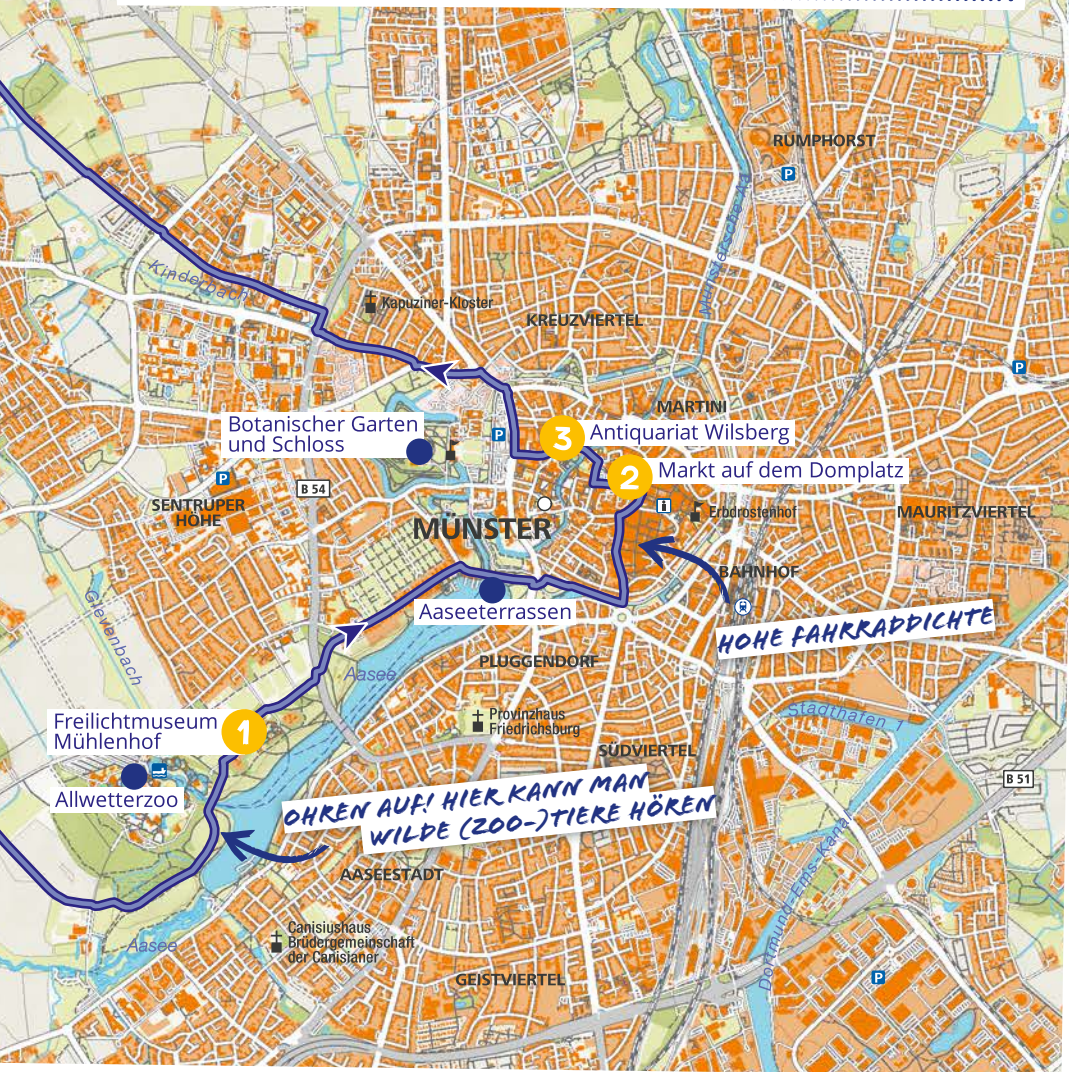 RUMPHORST
P
Münstersche Aa
Kinderbach
Kapuziner-Kloster
KREUZVIERTEL
P
MARTINI
Botanischer Garten
und Schloss
P
3
Antiquariat Wilsberg
2
Markt auf dem Domplatz
P
B 54
SENTRUPER
HÖHE
i
Erbdrostenhof
MAURITZVIERTEL
MÜNSTER
BAHNHOF
Aaseeterrassen
HOHE FAHRRADDICHTE
Gievenbach
PLUGGENDORF
Aasee
Freilichtmuseum
Mühlenhof
1
Provinzhaus
Friedrichsburg
Stadthafen 1
SÜDVIERTEL
B 51
Allwetterzoo
OHREN AUF! HIER KANN MAN
WILDE (ZOO-)TIERE HÖREN
AASEESTADT
Dortmund-Ems-Kanal
Canisiushaus
Brüdergemeinschaft
der Canisianer
Aasee
GEISTVIERTEL
P